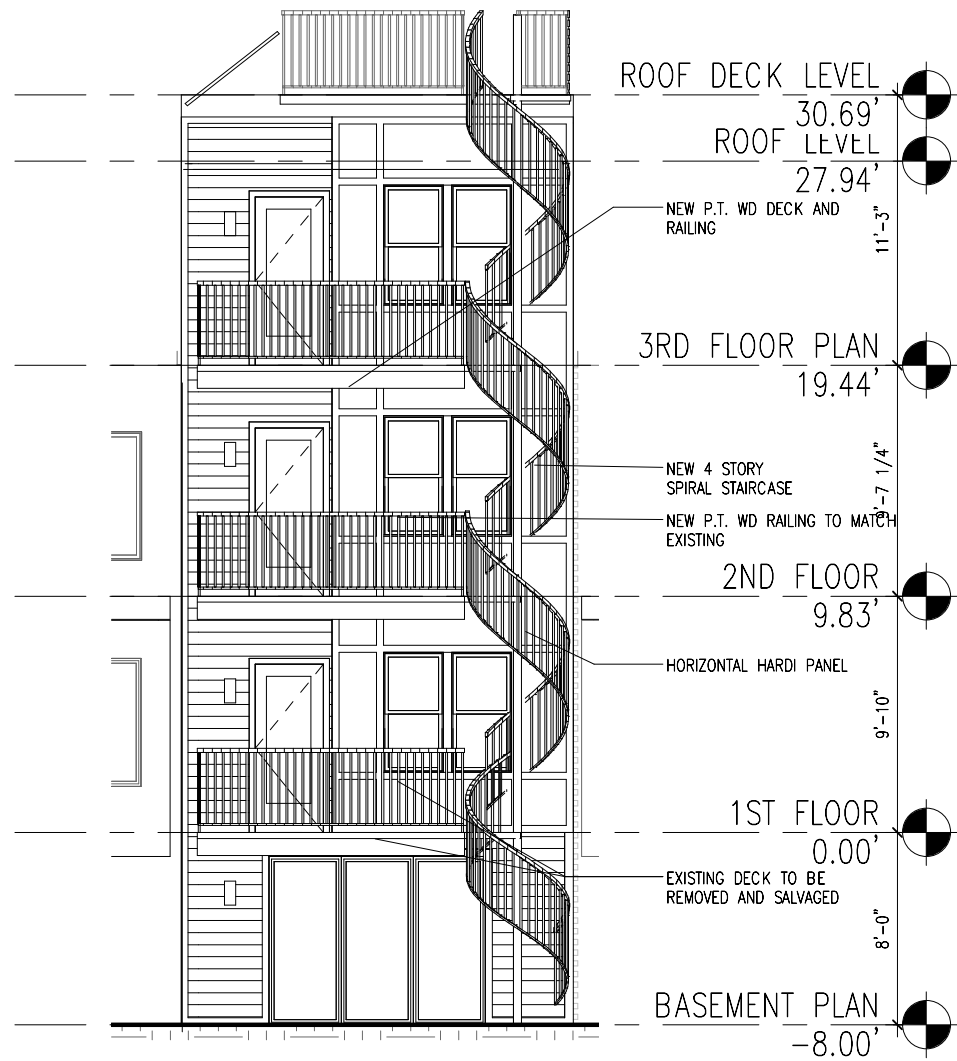 ROOF DECK LEVEL
30.69'
ROOF LEVEL
27.94'
NEW P.T. WD DECK AND
RAILING
11'-3"
3RD FLOOR PLAN
19.44'
9'-7 1/4"
NEW 4 STORY
SPIRAL STAIRCASE
NEW P.T. WD RAILING TO MATCH
EXISTING
2ND FLOOR
9.83'
HORIZONTAL HARDI PANEL
9'-10"
1ST FLOOR
0.00'
EXISTING DECK TO BE
REMOVED AND SALVAGED
8'-0"
BASEMENT PLAN
-8.00'